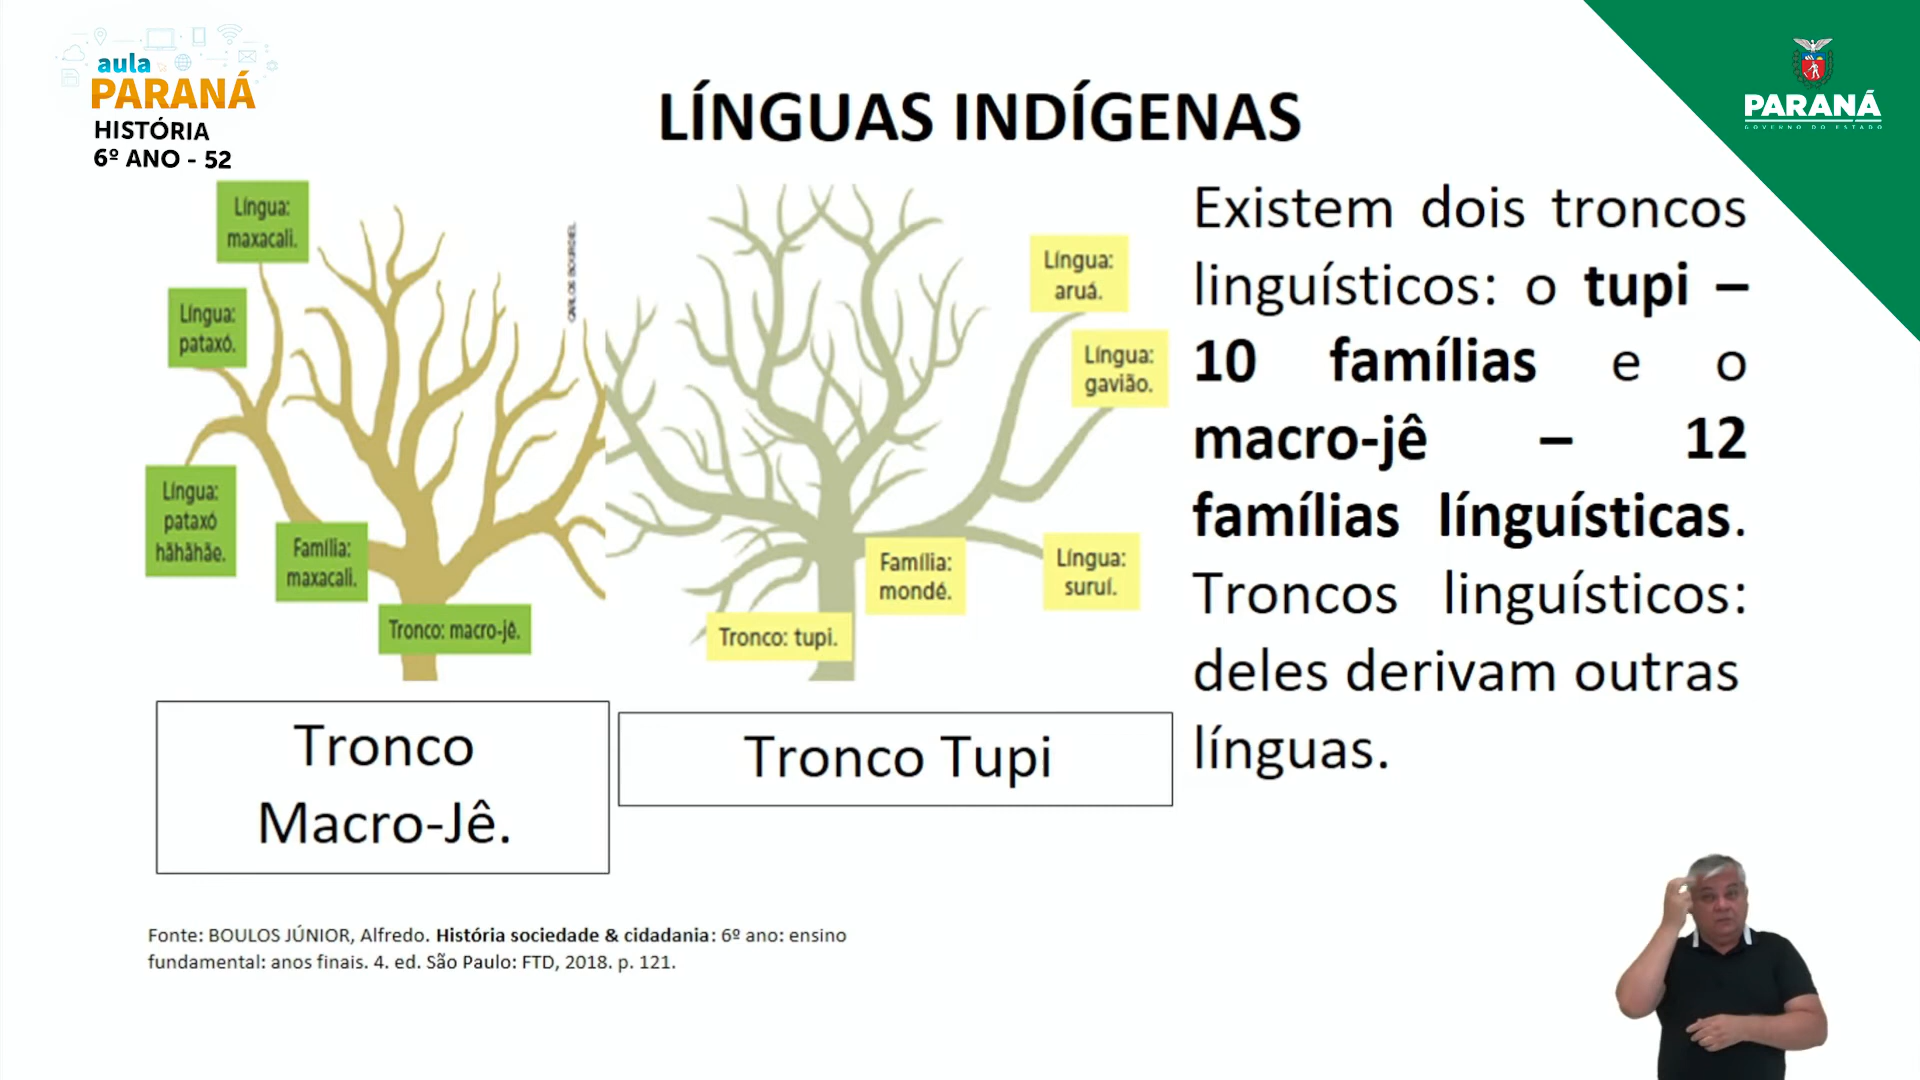 aula
PARANÁ
HISTÓRIA
6º ANO - 52
PARANÁ
GOVERNO DO ESTADO
LÍNGUAS INDÍGENAS
Língua:
maxacali.
Língua:
pataxó.
Língua:
pataxó
hãhãhãe.
Família:
maxacali.
Tronco: macro-jê.
Língua:
aruá.
Língua:
gavião.
Língua:
suruí.
Família:
mondé.
Tronco: tupi.
Tronco
Macro-Jê.
Tronco Tupi
Existem dois troncos
linguísticos: o tupi –
10 famílias e o
macro-jê – 12
famílias línguísticas.
Troncos linguísticos:
deles derivam outras
línguas.
Fonte: BOULOS JÚNIOR, Alfredo. História sociedade & cidadania: 6º ano: ensino
fundamental: anos finais. 4. ed. São Paulo: FTD, 2018. p. 121.